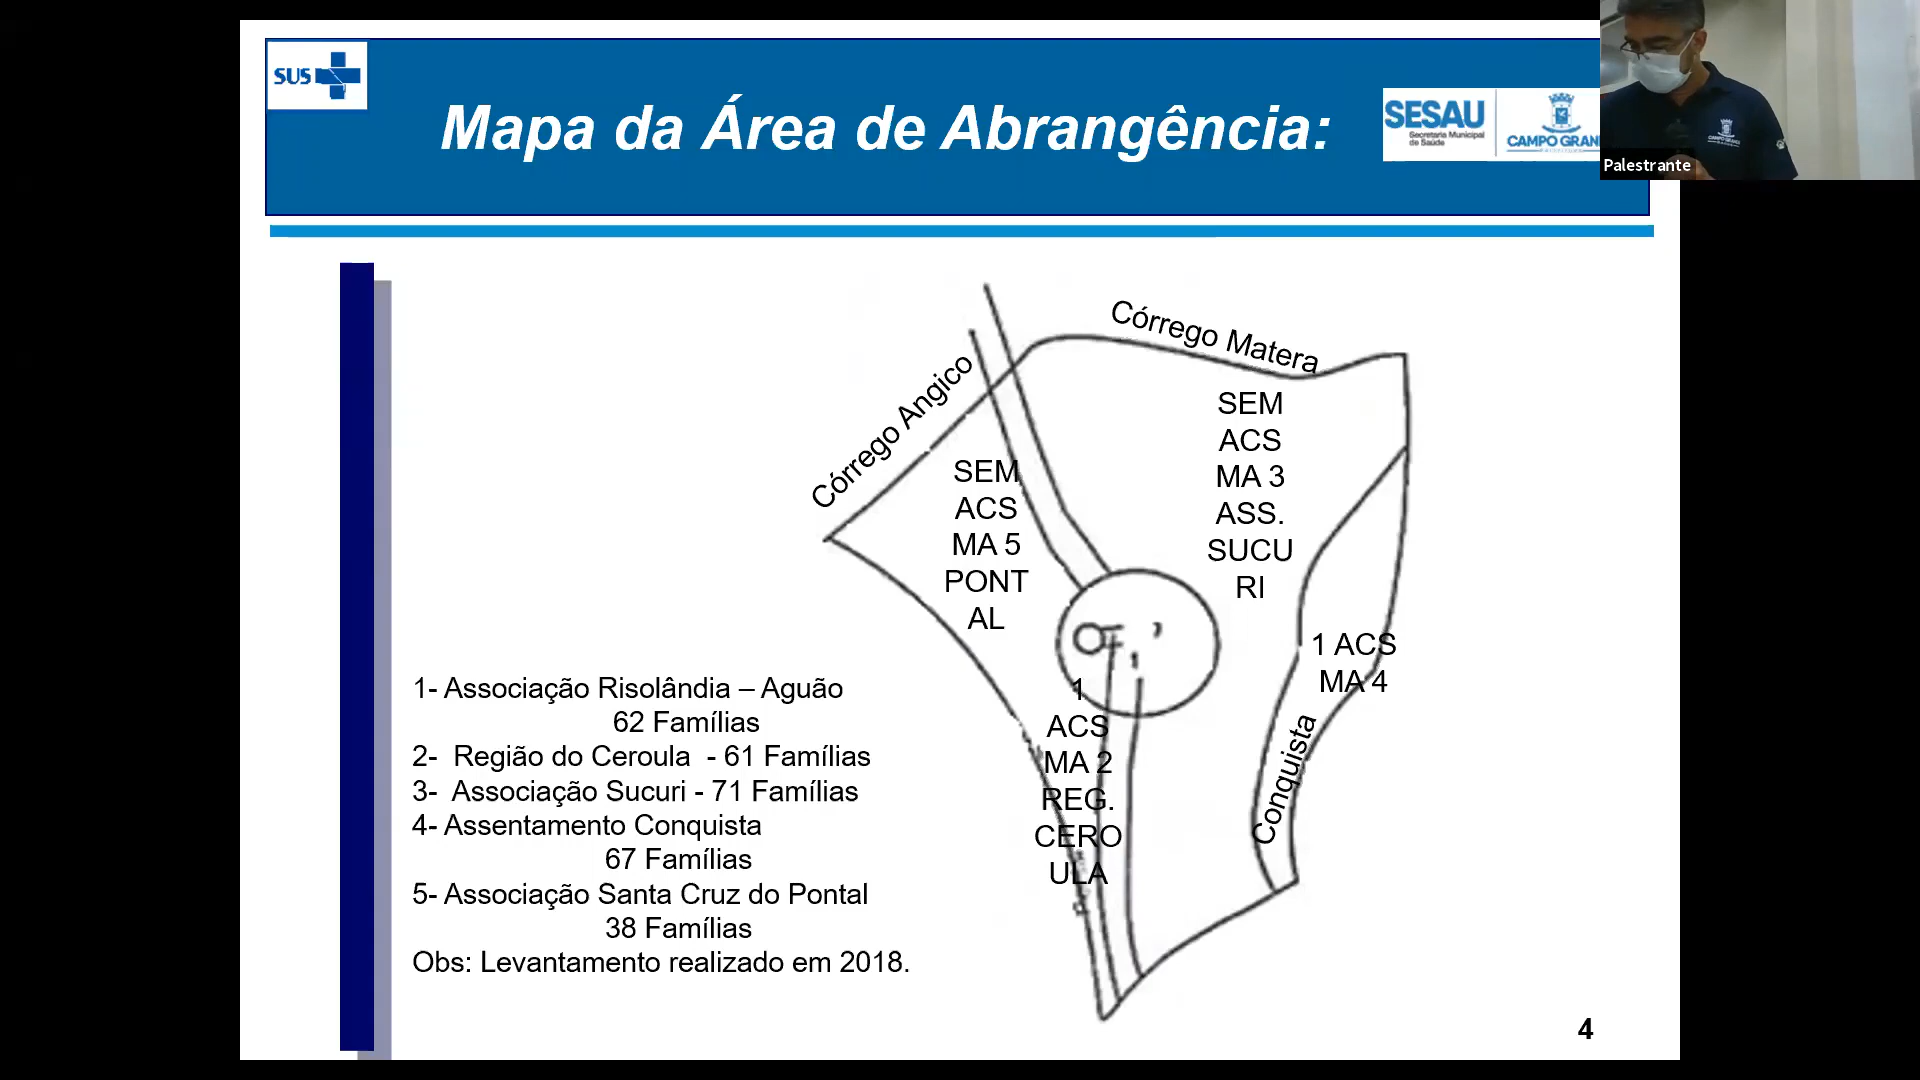 SUS
Mapa da Área de Abrangência:
SESAU
Secretaria Municipal
de Saúde
CAMPO GRAN
Palestrante
Córrego Matera
Córrego Angico
SEM
ACS
MA 3
ASS.
SUCU
RI
SEM
ACS
MA 5
PONT
AL
1 ACS
MA 4
Conquista
1
ACS
MA 2
REG.
CERO
ULA
1- Associação Risolândia – Aguão
62 Famílias
2- Região do Ceroula - 61 Famílias
3- Associação Sucuri - 71 Famílias
4- Assentamento Conquista
67 Famílias
5- Associação Santa Cruz do Pontal
38 Famílias
Obs: Levantamento realizado em 2018.
4